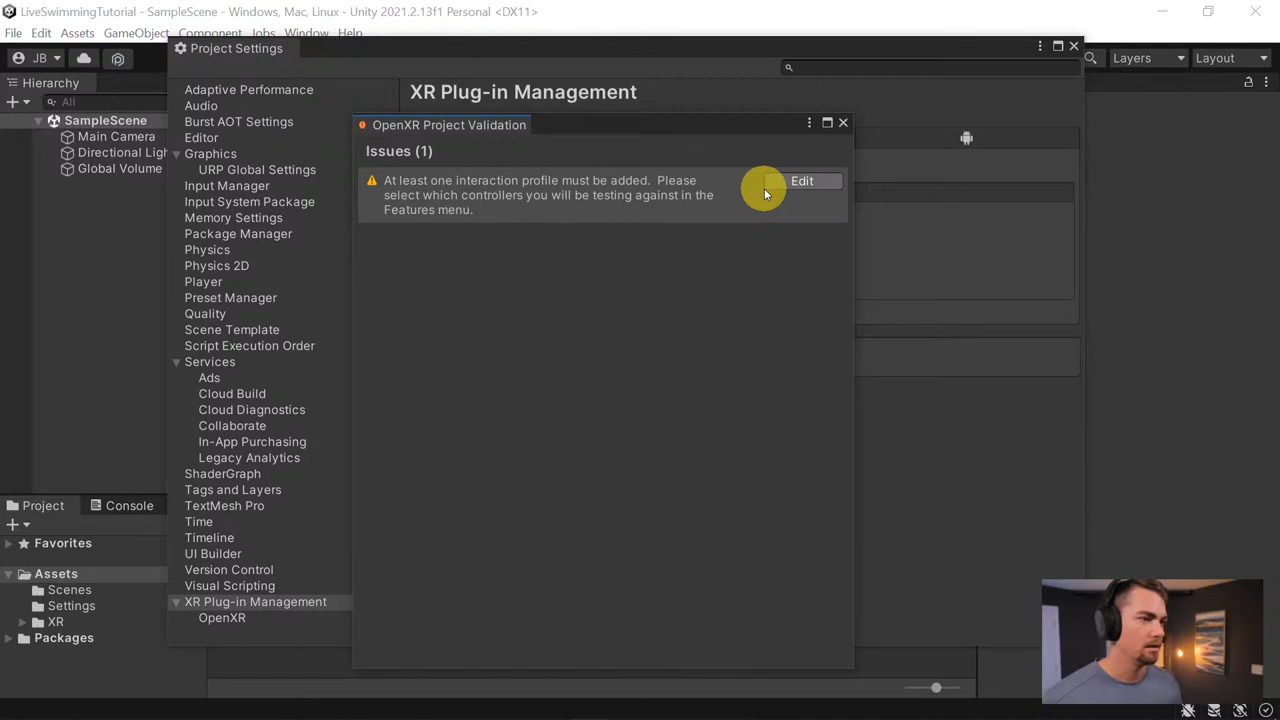 LiveSwimmingTutorial - SampleScene - Windows, Mac, Linux - Unity 2021.2.13f1 Personal <DX11>
File Edit Assets GameObject Component Jobs Window Help
JB
Layers
Layout
Hierarchy
All
SampleScene
Main Camera
Directional Ligh
Global Volume
Project Console
Favorites
Assets
Scenes
Settings
XR
Packages
Project Settings
Adaptive Performance
Audio
Burst AOT Settings
Editor
Graphics
URP Global Settings
Input Manager
Input System Package
Memory Settings
Package Manager
Physics
Physics 2D
Player
Preset Manager
Quality
Scene Template
Script Execution Order
Services
Ads
Cloud Build
Cloud Diagnostics
Collaborate
In-App Purchasing
Legacy Analytics
ShaderGraph
Tags and Layers
TextMesh Pro
Time
Timeline
UI Builder
Version Control
Visual Scripting
XR Plug-in Management
OpenXR
XR Plug-in Management
OpenXR Project Validation
Issues (1)
At least one interaction profile must be added. Please
select which controllers you will be testing against in the
Features menu.
Edit